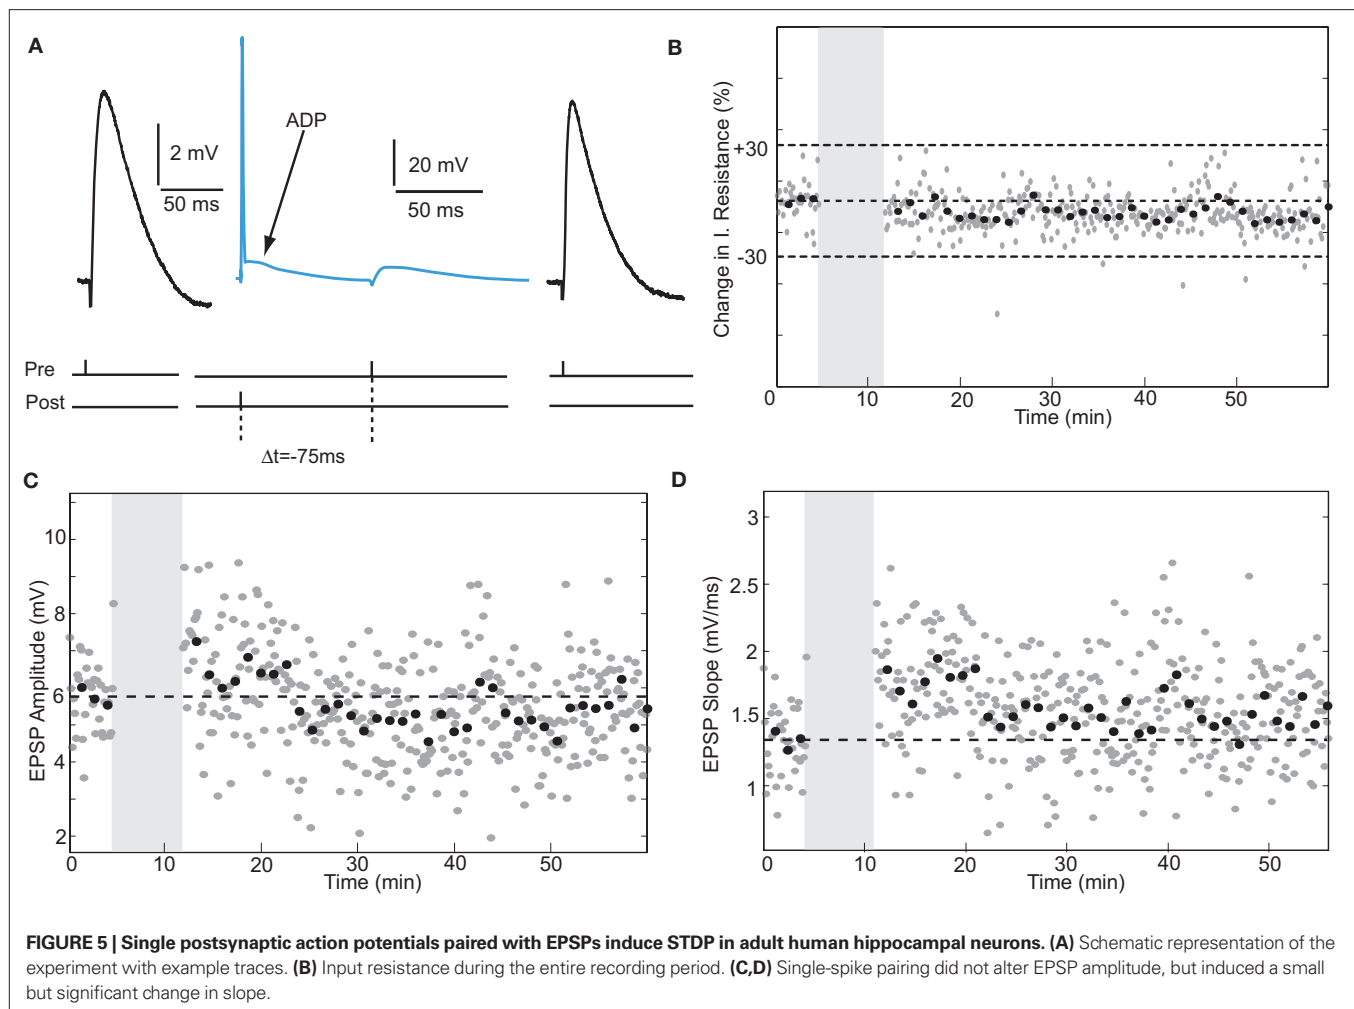 A
ADP
2 mV
50 ms
20 mV
50 ms
Pre
Post
Δt=-75ms
B
Change in I. Resistance (%)
+30
-30
0
10
20
30
40
50
Time (min)
C
EPSP Amplitude (mV)
10
8
6
4
2
0
10
20
30
40
50
Time (min)
D
EPSP Slope (mV/ms)
3
2.5
2
1.5
1
0
10
20
30
40
50
Time (min)
FIGURE 5 | Single postsynaptic action potentials paired with EPSPs induce STDP in adult human hippocampal neurons. (A) Schematic representation of the
experiment with example traces. (B) Input resistance during the entire recording period. (C,D) Single-spike pairing did not alter EPSP amplitude, but induced a small
but significant change in slope.